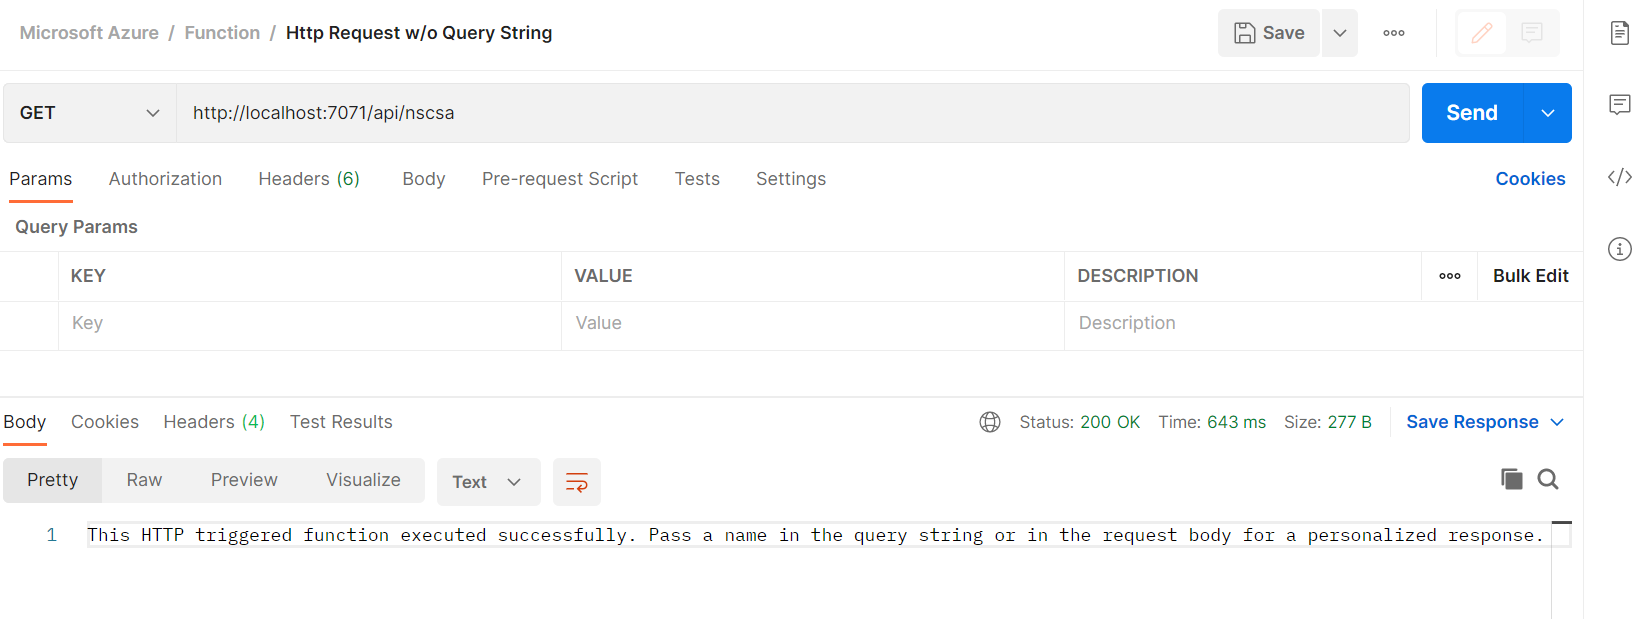 Microsoft Azure / Function / Http Request w/o Query String
Save
GET
http://localhost:7071/api/nscsa
Send
Params Authorization Headers (6) Body Pre-request Script Tests Settings Cookies
Query Params
KEY VALUE DESCRIPTION Bulk Edit
Key Value Description
Body Cookies Headers (4) Test Results Status: 200 OK Time: 643 ms Size: 277 B Save Response
Pretty Raw Preview Visualize Text
1 This HTTP triggered function executed successfully. Pass a name in the query string or in the request body for a personalized response.